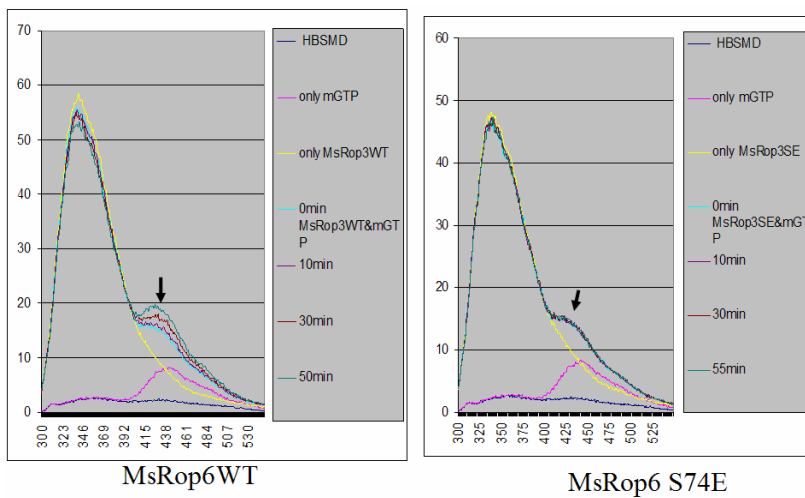 70
60
50
40
30
20
10
0
300
323
346
369
392
415
438
461
484
507
530
HBSMD
only mGTP
only MsRop3WT
0min
MsRop3WT&mGT
P
10min
30min
50min
MsRop6WT
60
50
40
30
20
10
0
300
325
350
375
400
425
450
475
500
525
HBSMD
only mGTP
only MsRop3SE
0min
MsRop3SE&mGT
P
10min
30min
55min
MsRop6 S74E